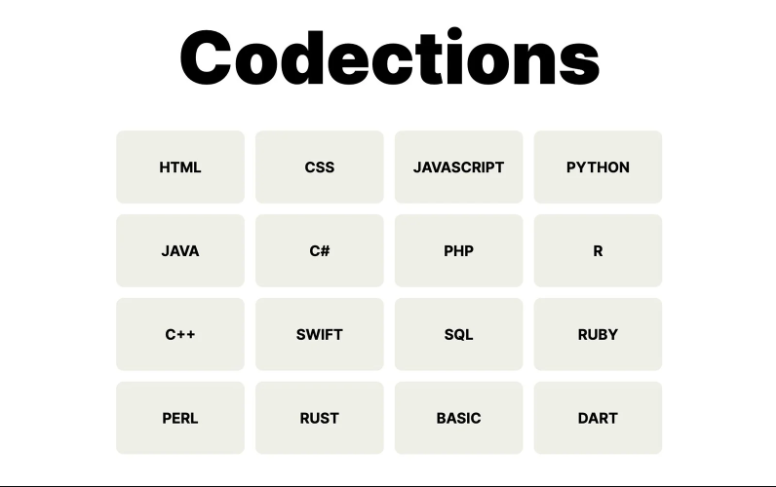 Codections
HTML CSS JAVASCRIPT PYTHON
JAVA C# PHP R
C++ SWIFT SQL RUBY
PERL RUST BASIC DART